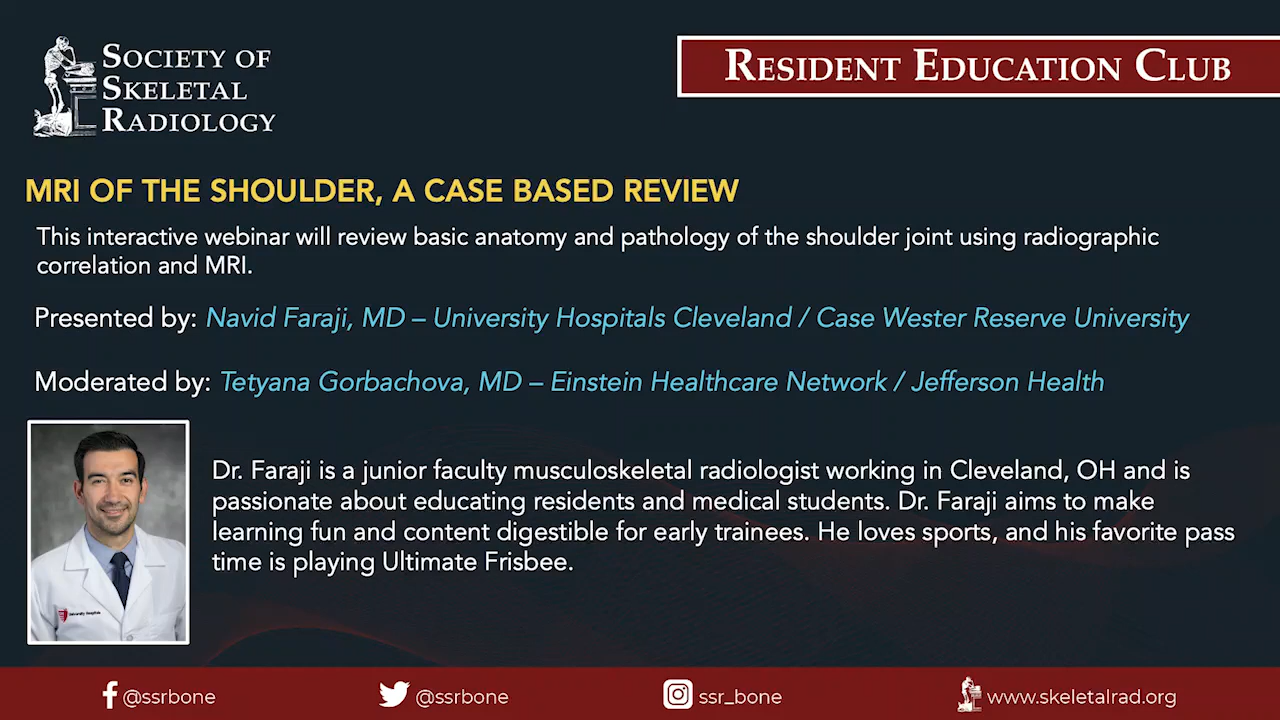 SOCIETY OF
SKELETAL
RADIOLOGY
RESIDENT EDUCATION CLUB
MRI OF THE SHOULDER, A CASE BASED REVIEW
This interactive webinar will review basic anatomy and pathology of the shoulder joint using radiographic
correlation and MRI.
Presented by: Navid Faraji, MD – University Hospitals Cleveland / Case Wester Reserve University
Moderated by: Tetyana Gorbachova, MD – Einstein Healthcare Network / Jefferson Health
Dr. Faraji is a junior faculty musculoskeletal radiologist working in Cleveland, OH and is
passionate about educating residents and medical students. Dr. Faraji aims to make
learning fun and content digestible for early trainees. He loves sports, and his favorite pass
time is playing Ultimate Frisbee.
University Hospitals
@ssrbone
@ssrbone
ssr_bone
www.skeletalrad.org